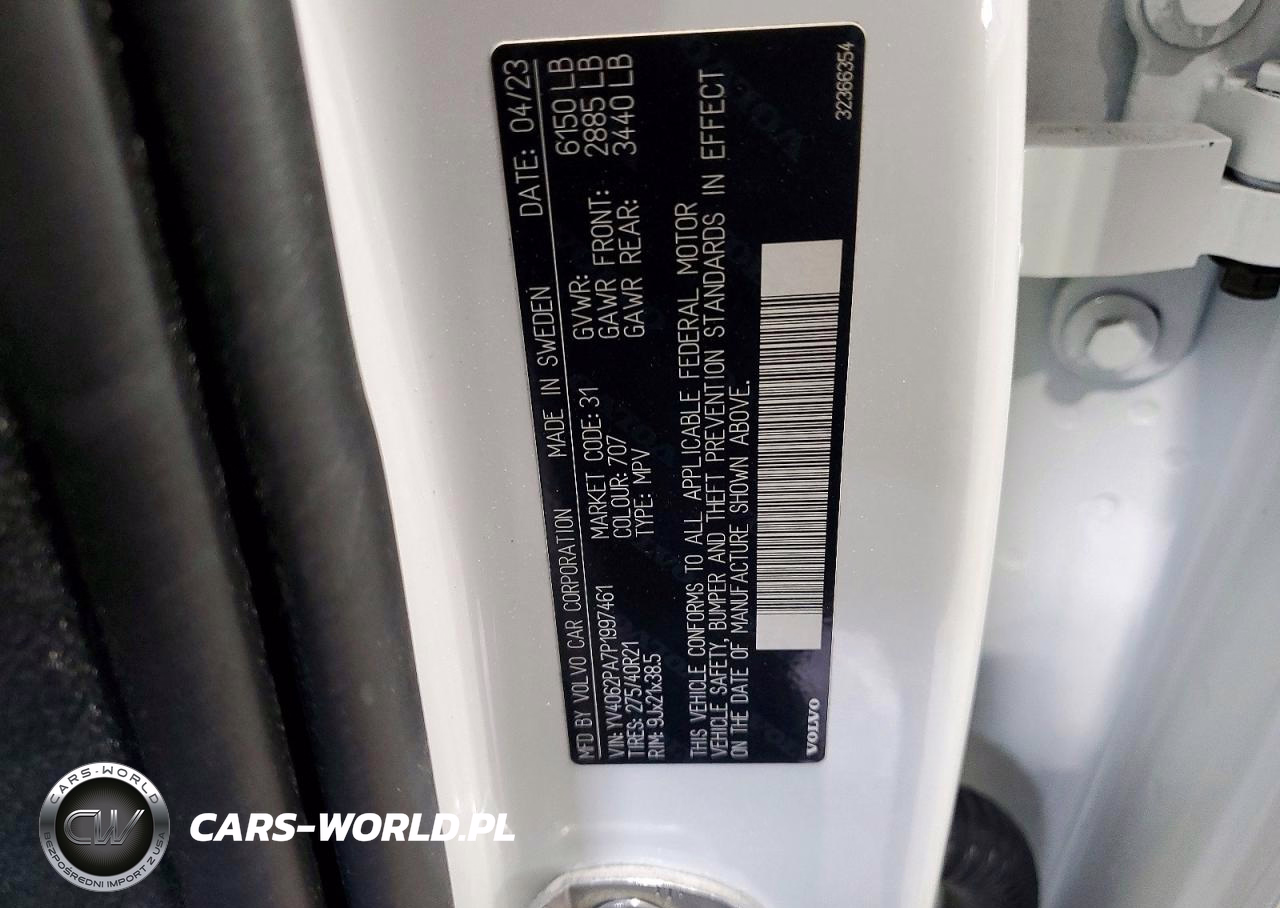 MFD BY VOLVO CAR CORPORATION MADE IN SWEDEN DATE: 04/23
VIN: YV4062PA7P1997461 MARKET CODE: 31 GVWR: 6150 LB
TIRES: 275/40R21 COLOUR: 707 GAWR FRONT: 2885 LB
RIM: 9Jx21x38.5 TYPE: MPV GAWR REAR: 3440 LB
THIS VEHICLE CONFORMS TO ALL APPLICABLE FEDERAL MOTOR
VEHICLE SAFETY, BUMPER AND THEFT PREVENTION STANDARDS IN EFFECT
ON THE DATE OF MANUFACTURE SHOWN ABOVE.
VOLVO
32366354
CARS-WORLD
CW
BEZPOŚREDNI IMPORT Z USA
CARS-WORLD.PL